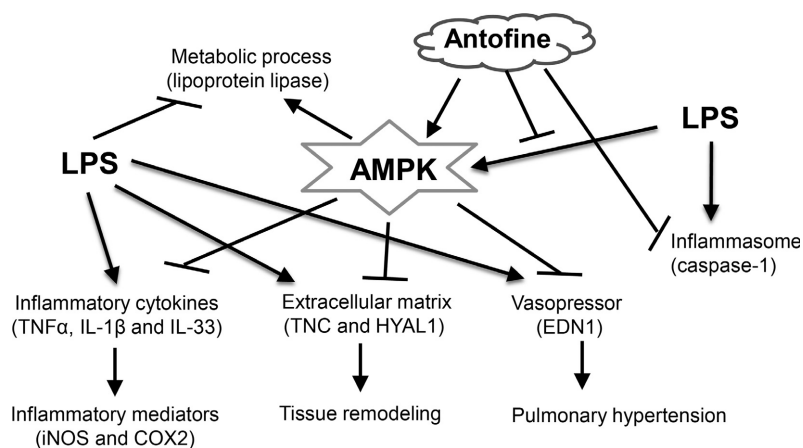 Antofine
Metabolic process
(lipoprotein lipase)
LPS
LPS
AMPK
Inflammasome
(caspase-1)
Inflammatory cytokines
(TNFα, IL-1β and IL-33)
Extracellular matrix
(TNC and HYAL1)
Vasopressor
(EDN1)
Inflammatory mediators
(iNOS and COX2)
Tissue remodeling
Pulmonary hypertension